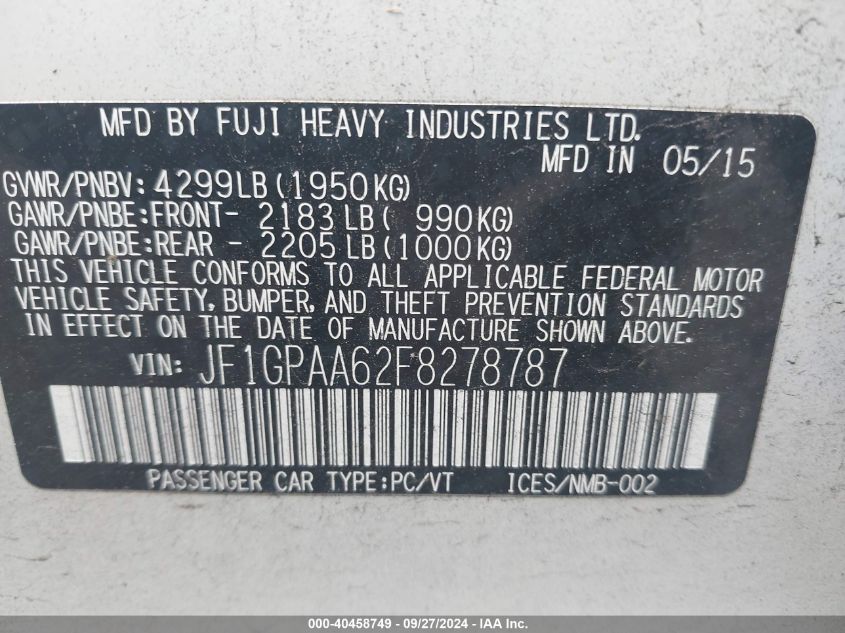 MFD BY FUJI HEAVY INDUSTRIES LTD.
MFD IN 05/15
GVWR/PNBV: 4299LB (1950KG)
GAWR/PNBE:FRONT- 2183 LB ( 990KG)
GAWR/PNBE:REAR - 2205 LB (1000KG)
THIS VEHICLE CONFORMS TO ALL APPLICABLE FEDERAL MOTOR
VEHICLE SAFETY, BUMPER, AND THEFT PREVENTION STANDARDS
IN EFFECT ON THE DATE OF MANUFACTURE SHOWN ABOVE.
VIN: JF1GPAA62F8278787
PASSENGER CAR TYPE:PC/VT ICES/NMB-002
000-40458749 - 09/27/2024 - IAA Inc.